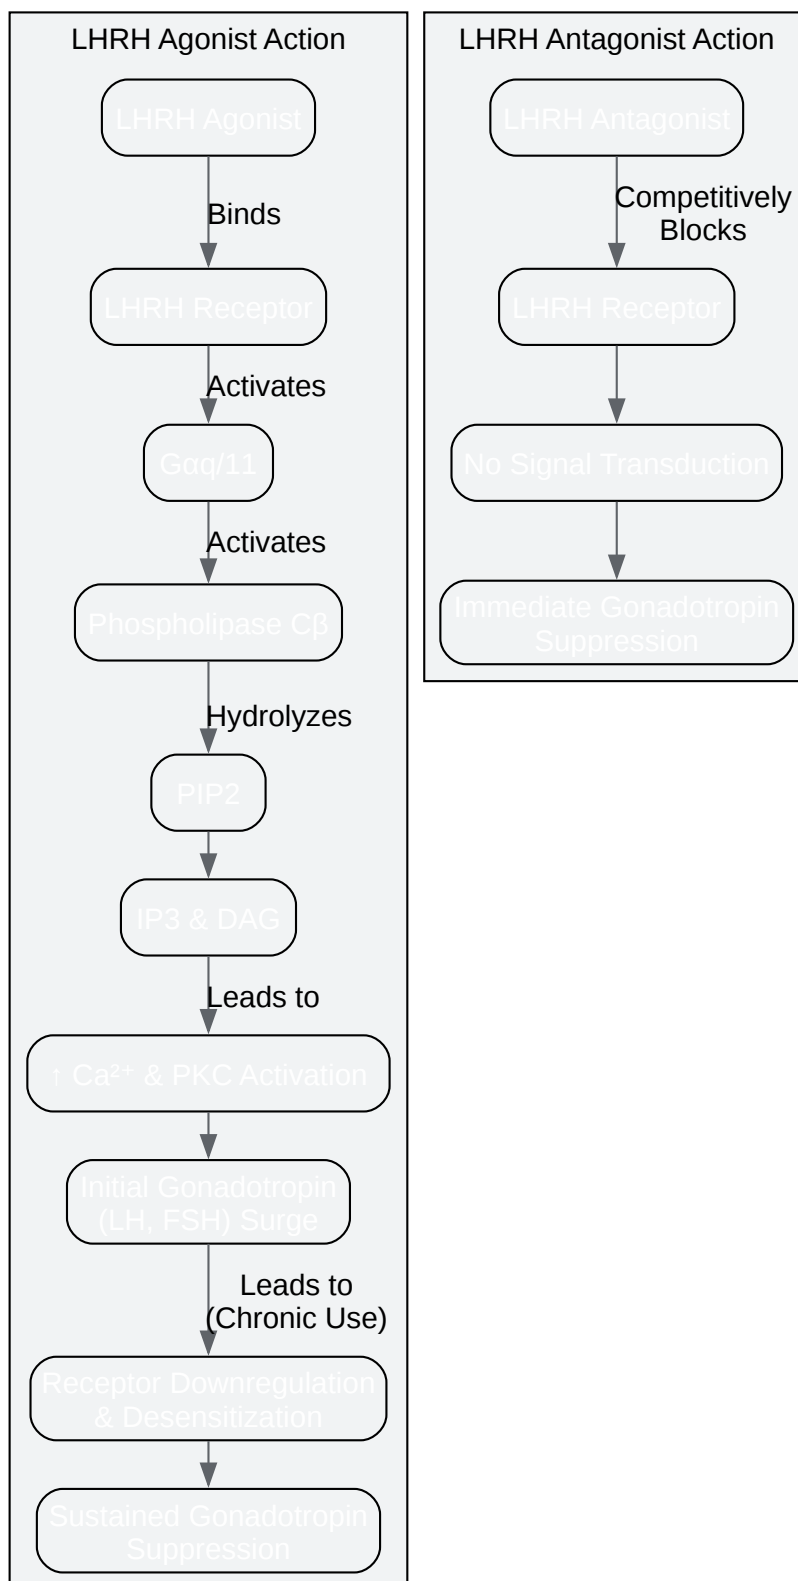 LHRH Agonist Action
LHRH Agonist
Binds
LHRH Receptor
Activates
Gαq/11
Activates
Phospholipase Cβ
Hydrolyzes
PIP2
IP3 & DAG
Leads to
↑ Ca²⁺ & PKC Activation
Initial Gonadotropin
(LH, FSH) Surge
Leads to
(Chronic Use)
Receptor Downregulation
& Desensitization
Sustained Gonadotropin
Suppression
LHRH Antagonist Action
LHRH Antagonist
Competitively
Blocks
LHRH Receptor
No Signal Transduction
Immediate Gonadotropin
Suppression